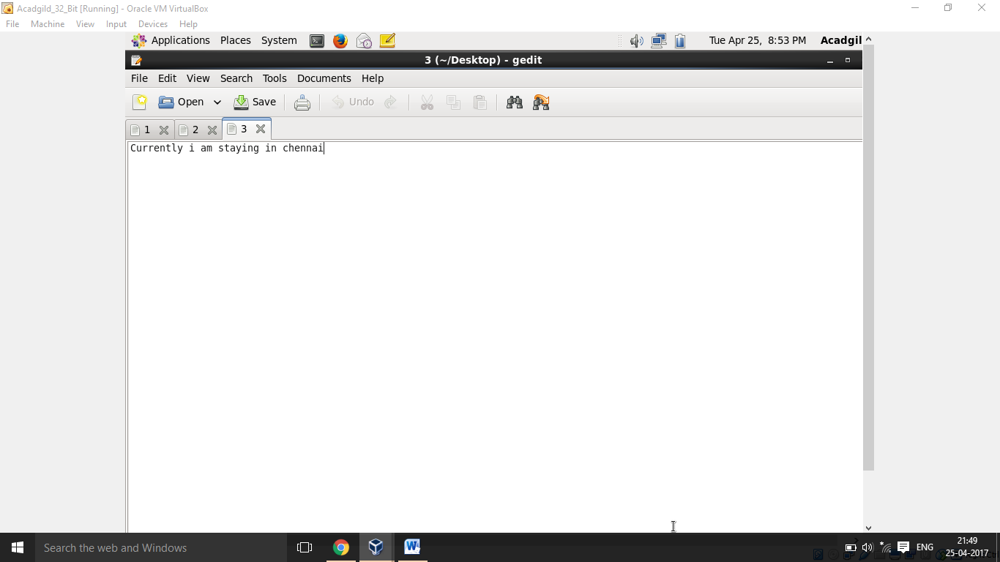 Acadgild_32_Bit [Running] - Oracle VM VirtualBox
File Machine View Input Devices Help
Applications Places System Tue Apr 25, 8:53 PM Acadgil
3 (~/Desktop) - gedit
File Edit View Search Tools Documents Help
Open Save Undo
1 2 3
Currently i am staying in chennai
Search the web and Windows
ENG
21:49
25-04-2017